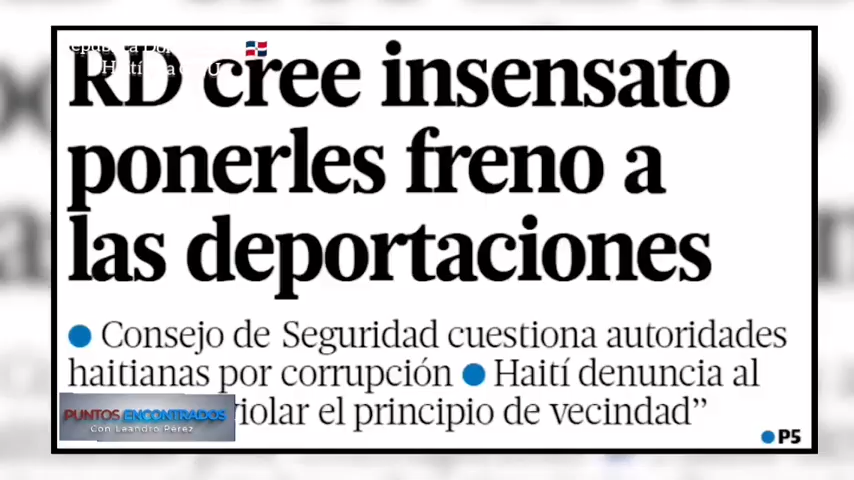 RD cree insensato
ponerles freno a
las deportaciones
● Consejo de Seguridad cuestiona autoridades
haitianas por corrupción ● Haití denuncia al
violar el principio de vecindad”
PUNTOS ENCONTRADOS
Con Leandro Pérez
● P5